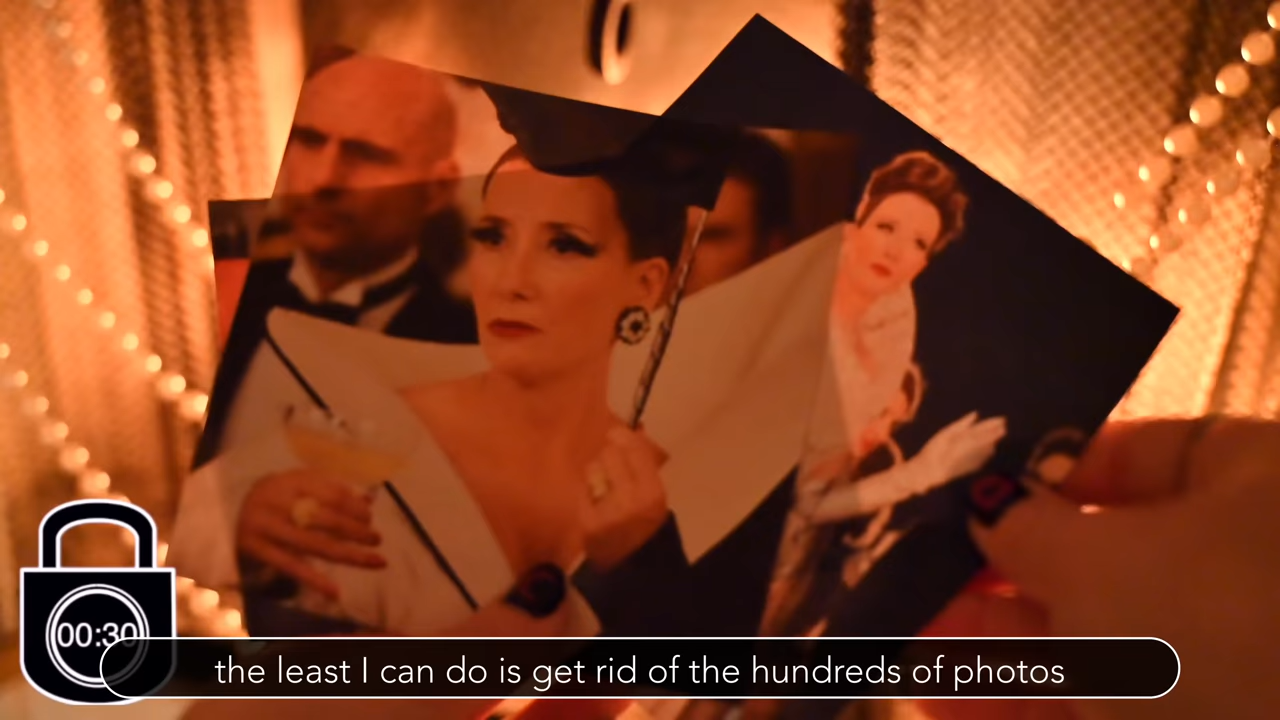 00:30
the least I can do is get rid of the hundreds of photos